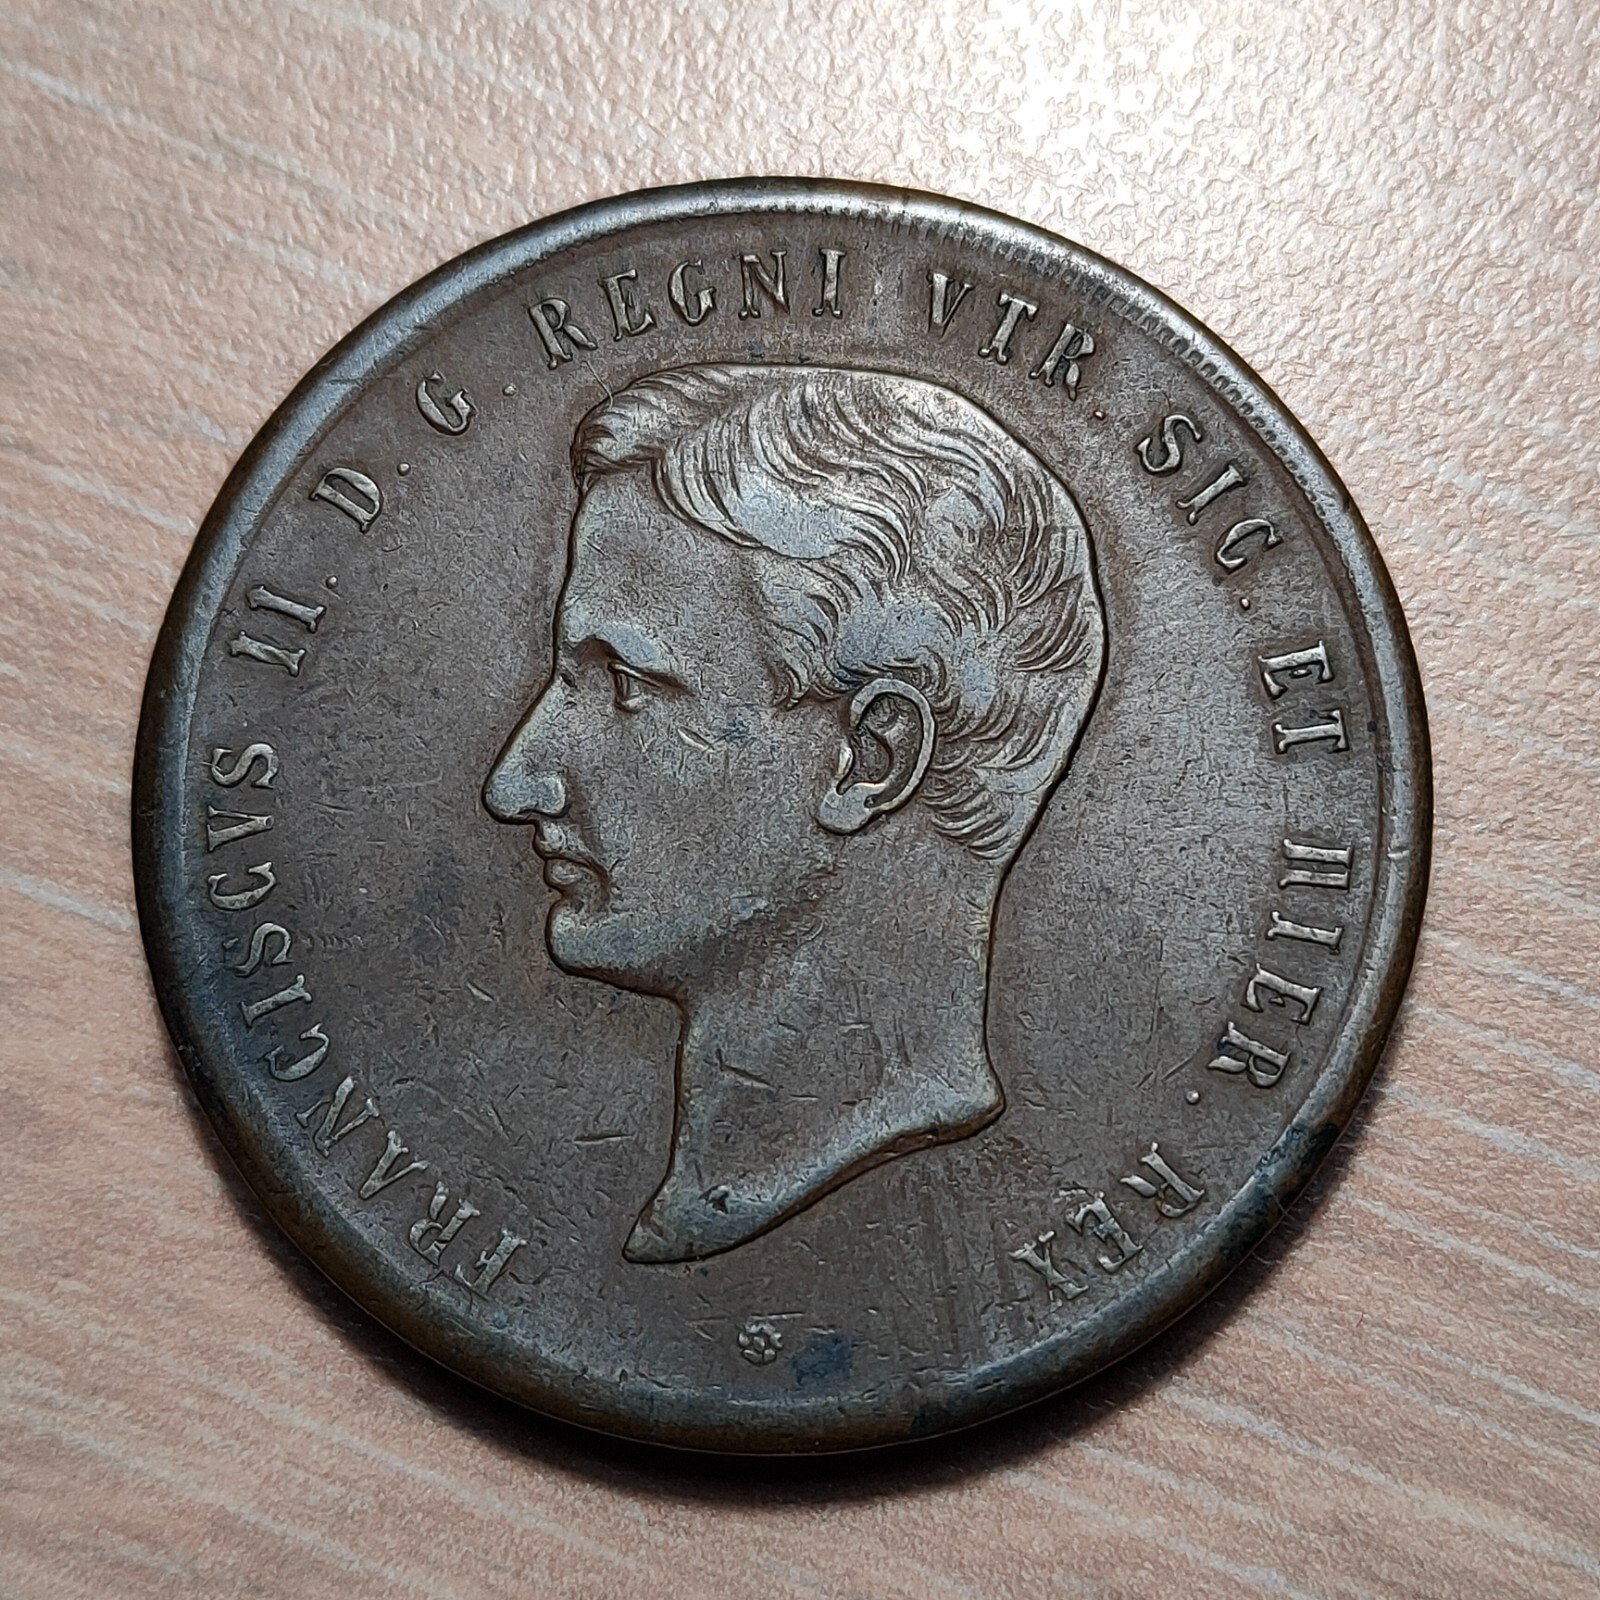 FRANCISCVS II. D. G. REGNI VTR. SIC. ET HIER. REX